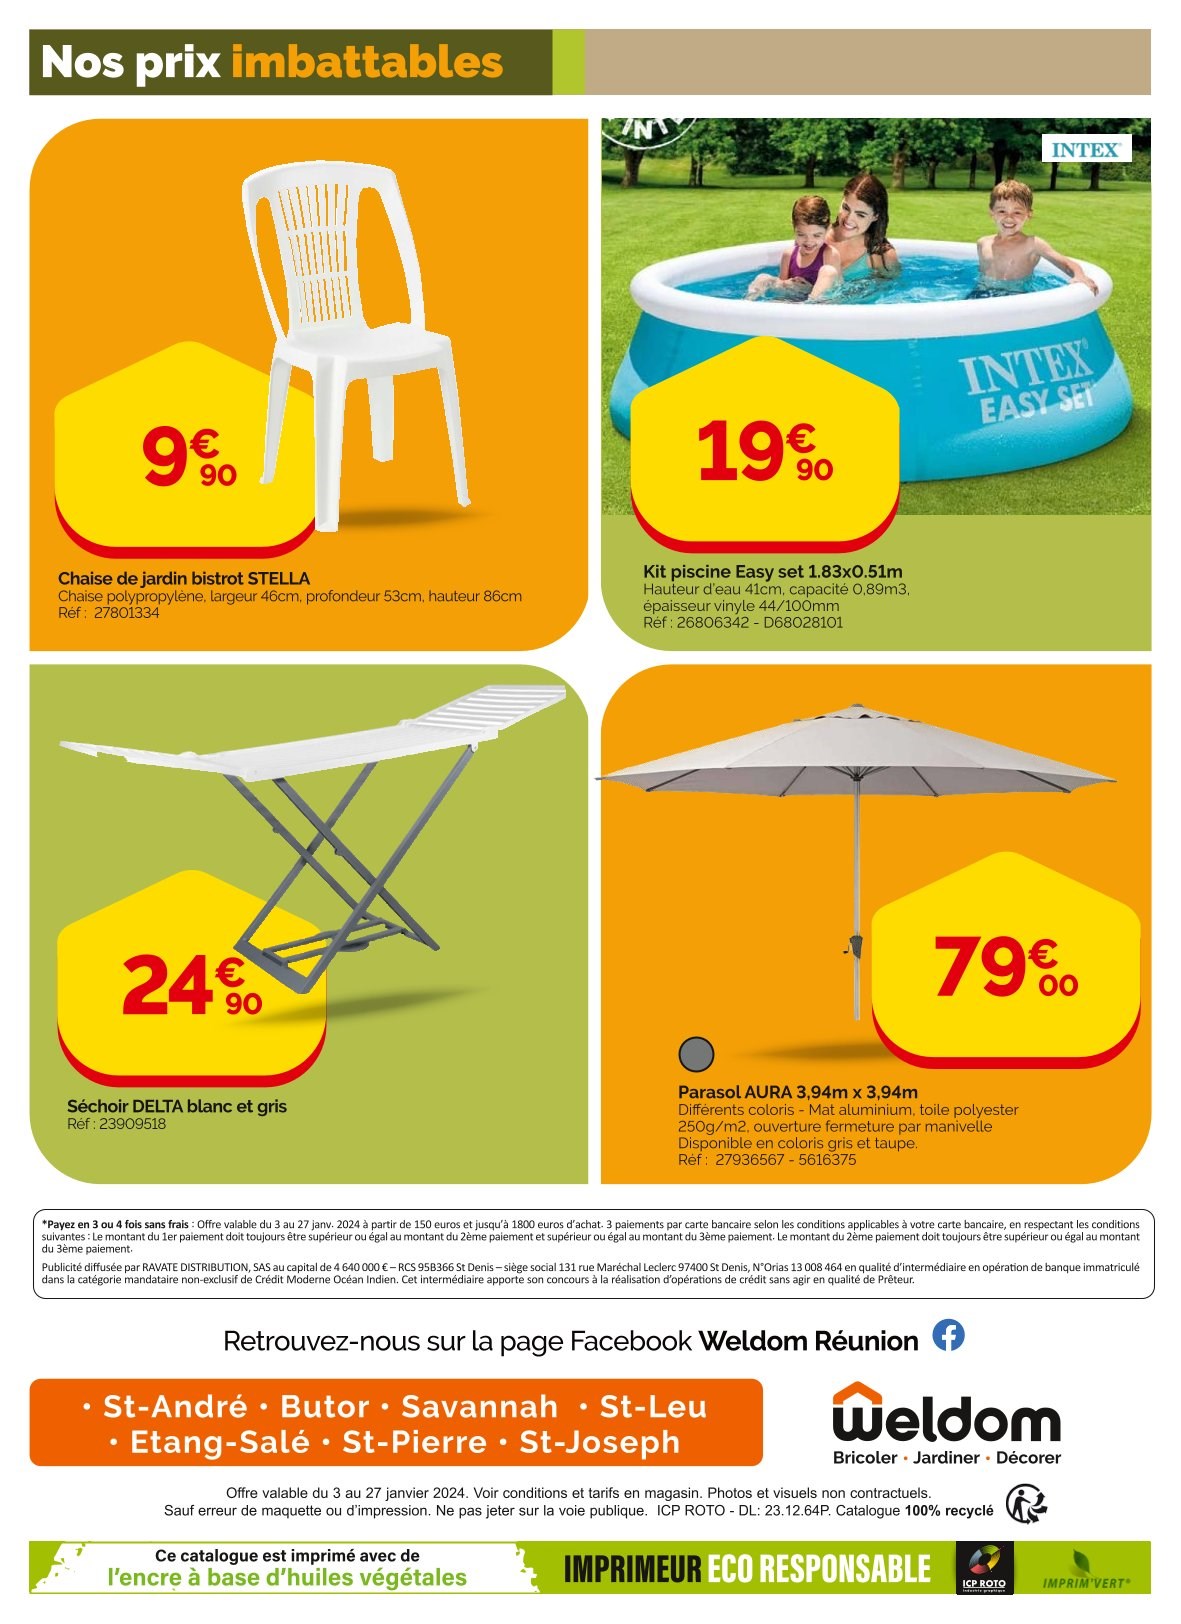 Nos prix imbattables
INTEX
INTEX
EASY SET
9€90
19€90
Chaise de jardin bistrot STELLA
Chaise polypropylène, largeur 46cm, profondeur 53cm, hauteur 86cm
Réf : 27801334
Kit piscine Easy set 1.83x0.51m
Hauteur d'eau 41cm, capacité 0,89m3,
épaisseur vinyle 44/100mm
Réf : 26806342 - D68028101
24€90
79€00
Séchoir DELTA blanc et gris
Réf : 23909518
Parasol AURA 3,94m x 3,94m
Différents coloris - Mat aluminium, toile polyester
250g/m2, ouverture fermeture par manivelle
Disponible en coloris gris et taupe.
Réf : 27936567 - 5616375
*Payez en 3 ou 4 fois sans frais : Offre valable du 3 au 27 janv. 2024 à partir de 150 euros et jusqu'à 1800 euros d'achat. 3 paiements par carte bancaire selon les conditions applicables à votre carte bancaire, en respectant les conditions
suivantes : Le montant du 1er paiement doit toujours être supérieur ou égal au montant du 2ème paiement et supérieur ou égal au montant du 3ème paiement. Le montant du 2ème paiement doit toujours être supérieur ou égal au montant
du 3ème paiement.
Publicité diffusée par RAVATE DISTRIBUTION, SAS au capital de 4 640 000 € – RCS 95B366 St Denis – siège social 131 rue Maréchal Leclerc 97400 St Denis, N°Orias 13 008 464 en qualité d'intermédiaire en opération de banque immatriculé
dans la catégorie mandataire non-exclusif de Crédit Moderne Océan Indien. Cet intermédiaire apporte son concours à la réalisation d'opérations de crédit sans agir en qualité de Prêteur.
Retrouvez-nous sur la page Facebook Weldom Réunion
• St-André • Butor • Savannah • St-Leu
• Etang-Salé • St-Pierre • St-Joseph
weldom
Bricoler • Jardiner • Décorer
Offre valable du 3 au 27 janvier 2024. Voir conditions et tarifs en magasin. Photos et visuels non contractuels.
Sauf erreur de maquette ou d'impression. Ne pas jeter sur la voie publique. ICP ROTO - DL: 23.12.64P. Catalogue 100% recyclé
Ce catalogue est imprimé avec de
l'encre à base d'huiles végétales
IMPRIMEUR ECO RESPONSABLE
ICP ROTO
IMPRIM'VERT®